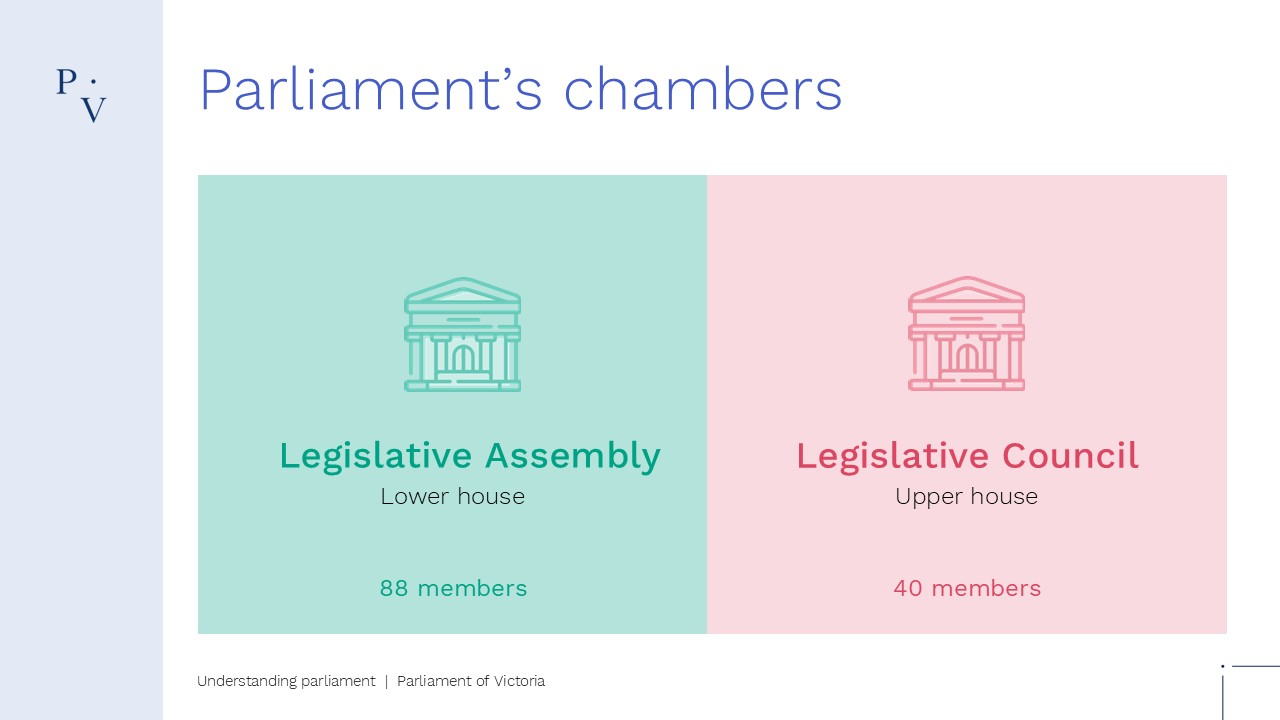 P
V
Parliament’s chambers
Legislative Assembly
Lower house
88 members
Legislative Council
Upper house
40 members
Understanding parliament | Parliament of Victoria